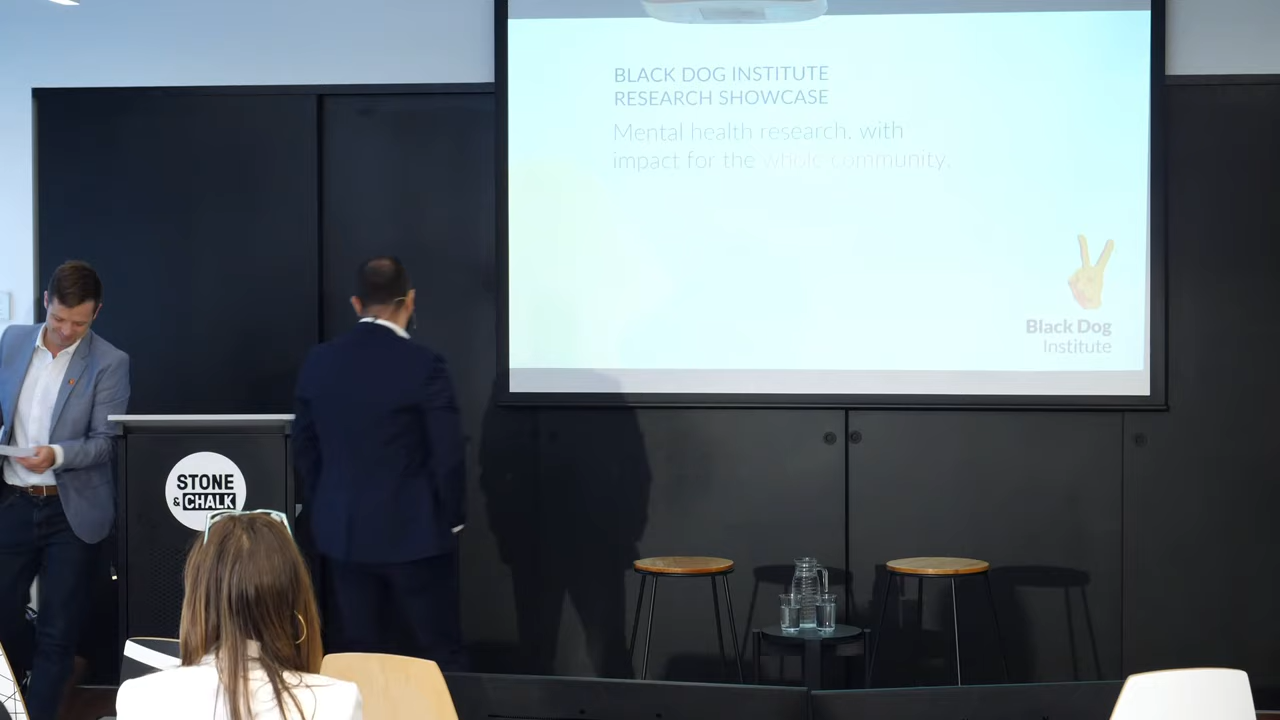 BLACK DOG INSTITUTE
RESEARCH SHOWCASE
Mental health research, with
impact for the whole community.
Black Dog
Institute
STONE
& CHALK